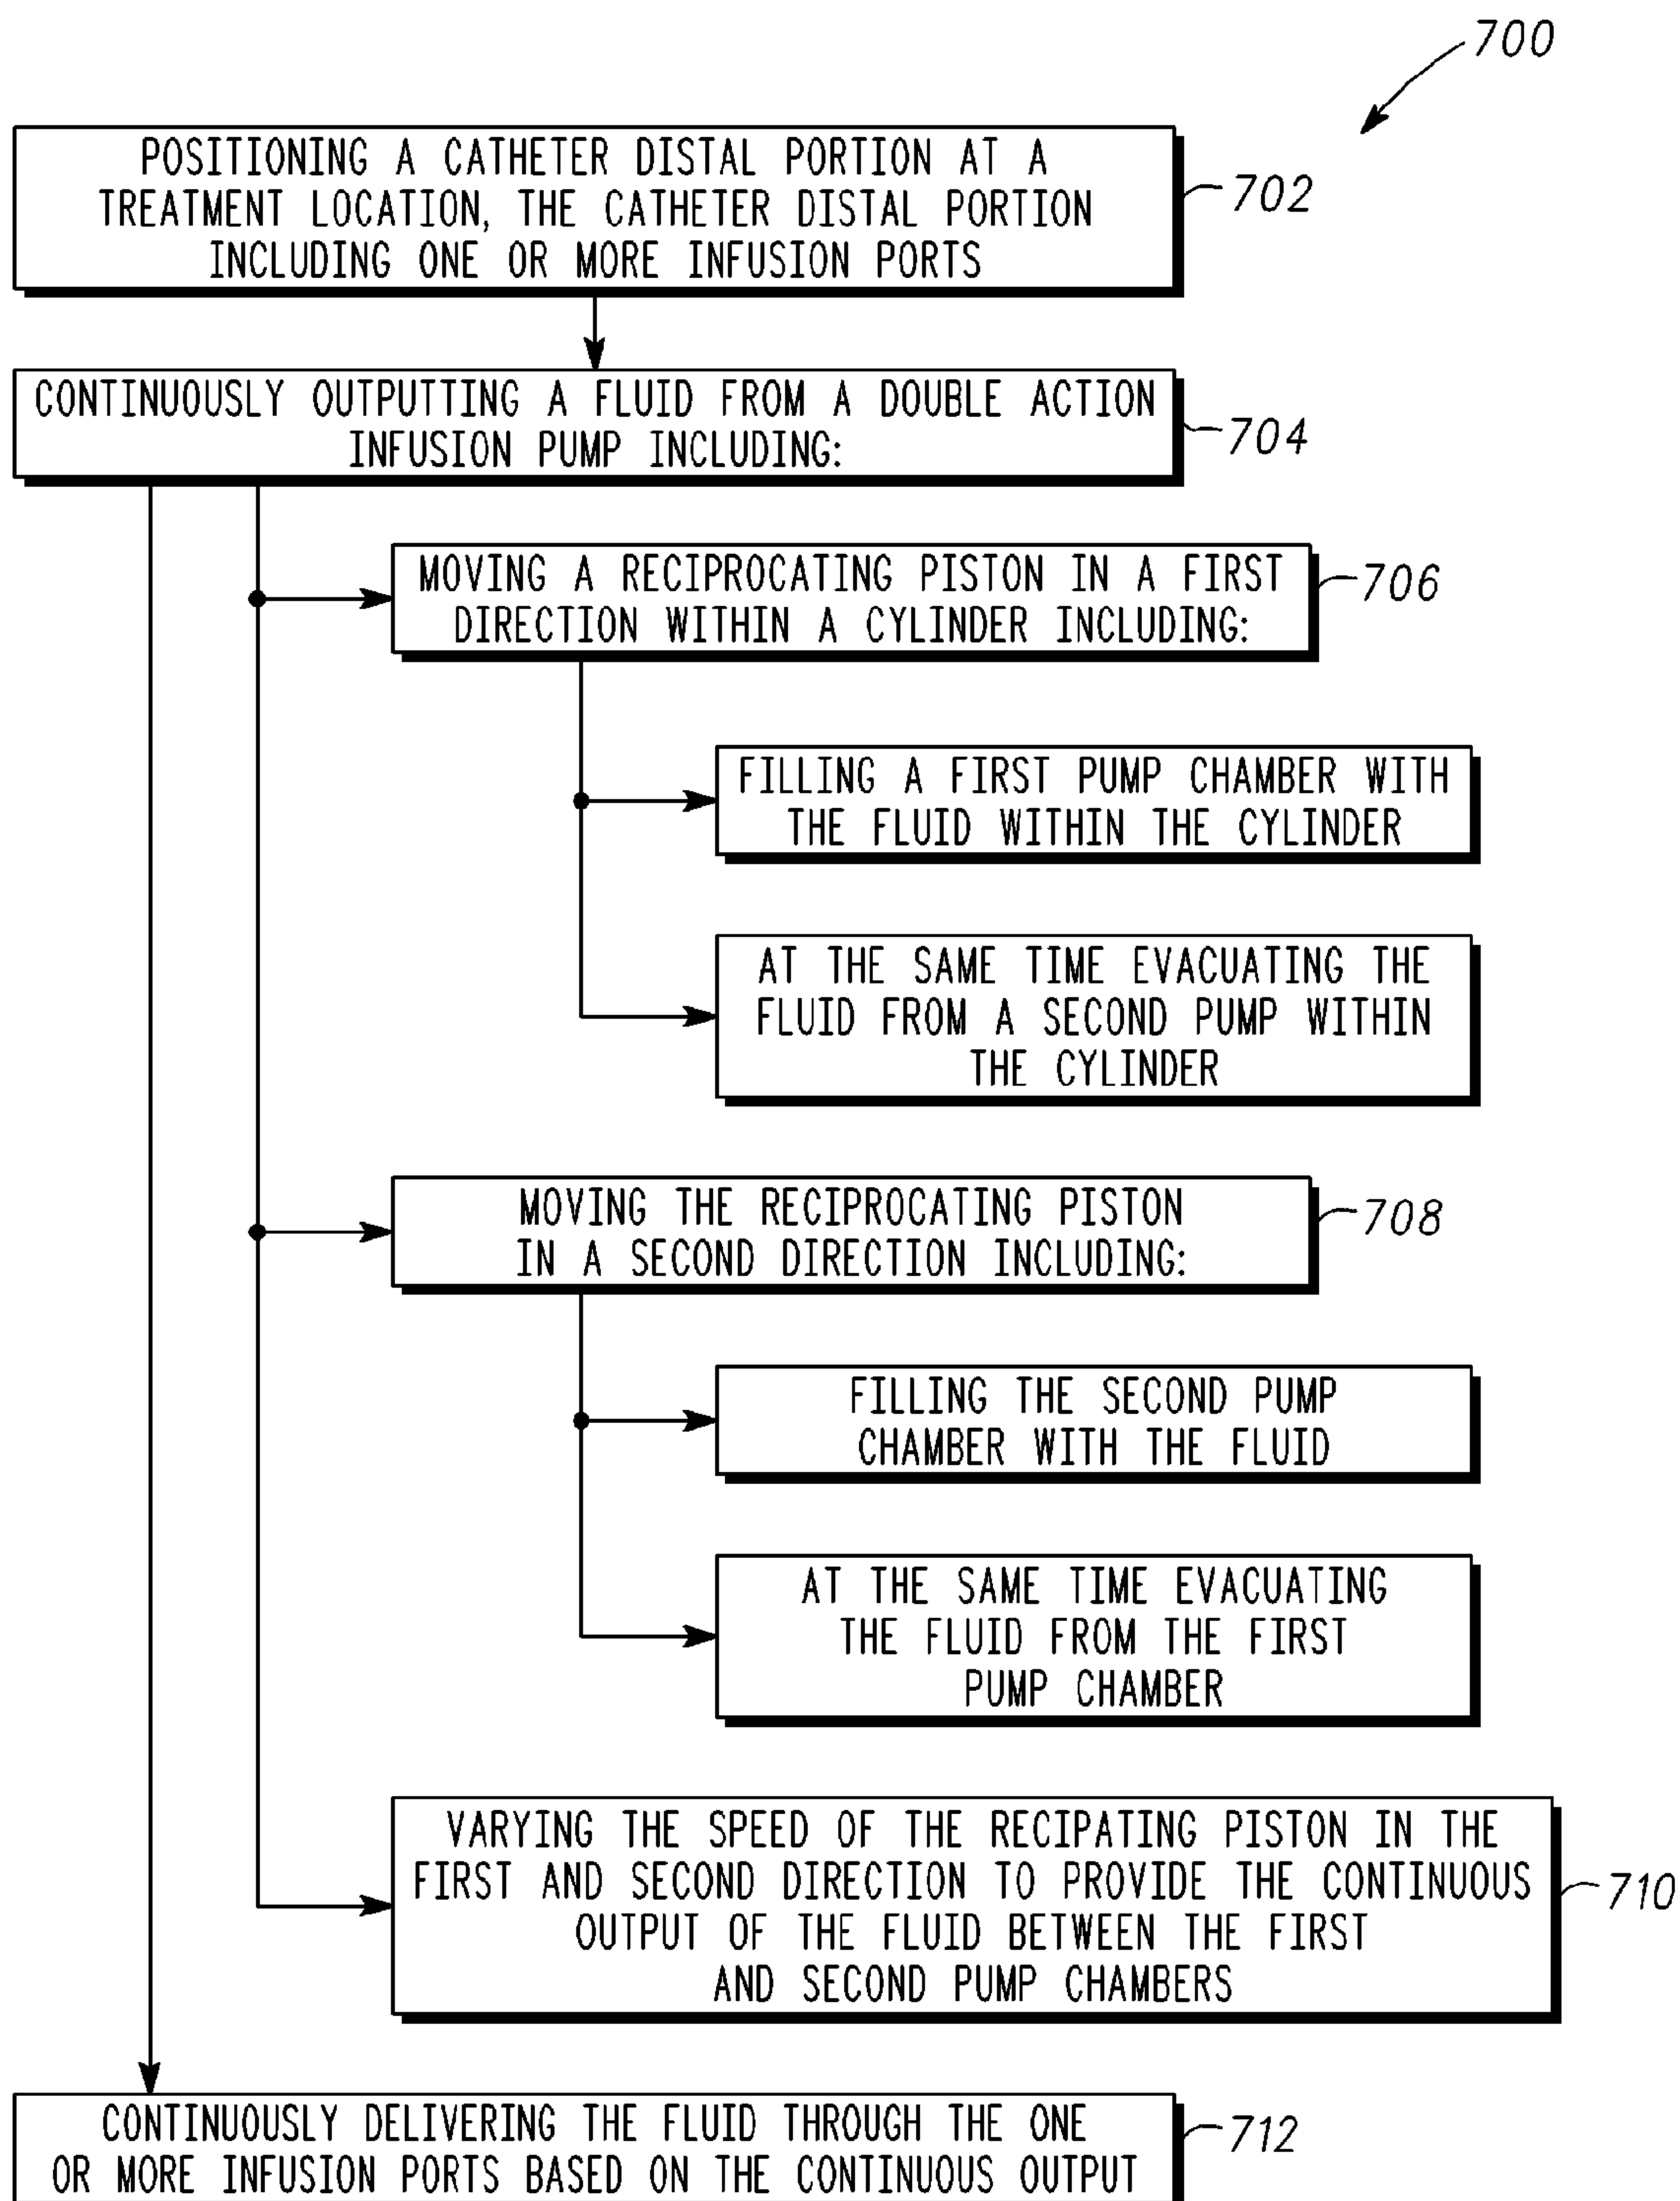 700
POSITIONING A CATHETER DISTAL PORTION AT A
TREATMENT LOCATION, THE CATHETER DISTAL PORTION
INCLUDING ONE OR MORE INFUSION PORTS
702
CONTINUOUSLY OUTPUTTING A FLUID FROM A DOUBLE ACTION
INFUSION PUMP INCLUDING:
704
MOVING A RECIPROCATING PISTON IN A FIRST
DIRECTION WITHIN A CYLINDER INCLUDING:
706
FILLING A FIRST PUMP CHAMBER WITH
THE FLUID WITHIN THE CYLINDER
AT THE SAME TIME EVACUATING THE
FLUID FROM A SECOND PUMP WITHIN
THE CYLINDER
MOVING THE RECIPROCATING PISTON
IN A SECOND DIRECTION INCLUDING:
708
FILLING THE SECOND PUMP
CHAMBER WITH THE FLUID
AT THE SAME TIME EVACUATING
THE FLUID FROM THE FIRST
PUMP CHAMBER
VARYING THE SPEED OF THE RECIPATING PISTON IN THE
FIRST AND SECOND DIRECTION TO PROVIDE THE CONTINUOUS
OUTPUT OF THE FLUID BETWEEN THE FIRST
AND SECOND PUMP CHAMBERS
710
CONTINUOUSLY DELIVERING THE FLUID THROUGH THE ONE
OR MORE INFUSION PORTS BASED ON THE CONTINUOUS OUTPUT
712